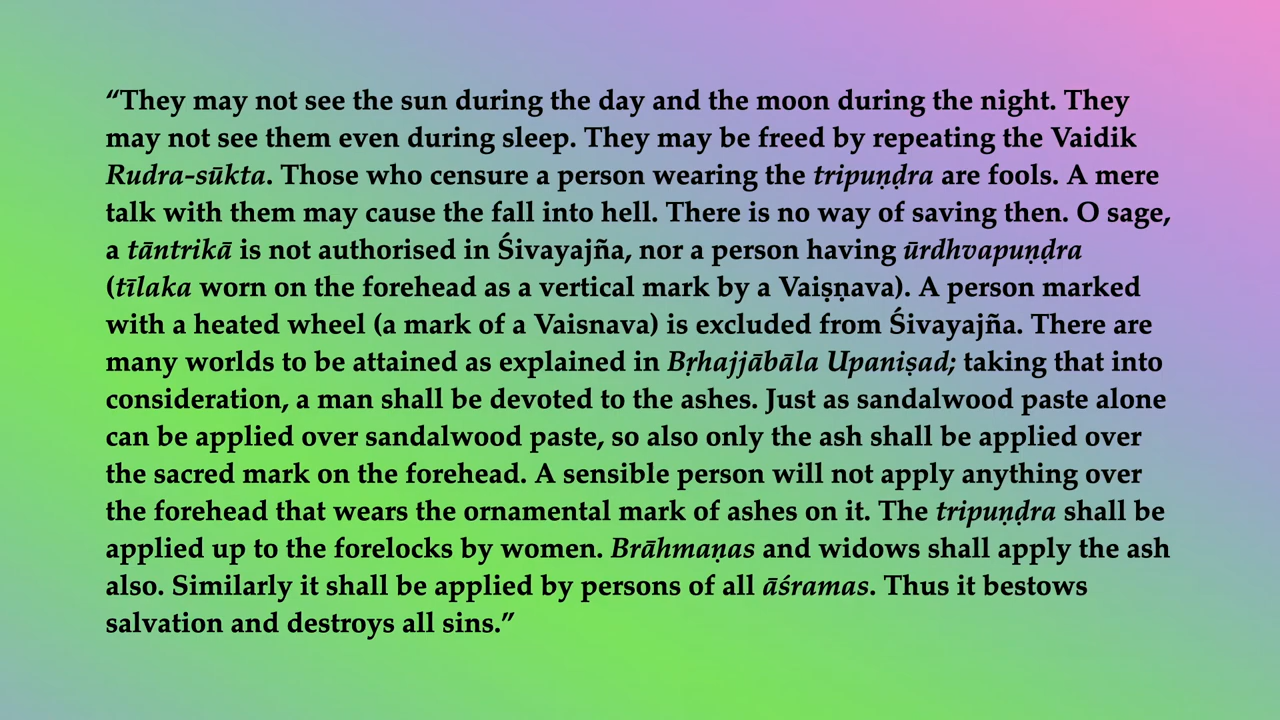 “They may not see the sun during the day and the moon during the night. They
may not see them even during sleep. They may be freed by repeating the Vaidik
Rudra-sūkta. Those who censure a person wearing the tripuṇḍra are fools. A mere
talk with them may cause the fall into hell. There is no way of saving then. O sage,
a tāntrikā is not authorised in Śivayajña, nor a person having ūrdhvapuṇḍra
(tīlaka worn on the forehead as a vertical mark by a Vaiṣṇava). A person marked
with a heated wheel (a mark of a Vaisnava) is excluded from Śivayajña. There are
many worlds to be attained as explained in Bṛhajjābāla Upaniṣad; taking that into
consideration, a man shall be devoted to the ashes. Just as sandalwood paste alone
can be applied over sandalwood paste, so also only the ash shall be applied over
the sacred mark on the forehead. A sensible person will not apply anything over
the forehead that wears the ornamental mark of ashes on it. The tripuṇḍra shall be
applied up to the forelocks by women. Brāhmaṇas and widows shall apply the ash
also. Similarly it shall be applied by persons of all āśramas. Thus it bestows
salvation and destroys all sins.”